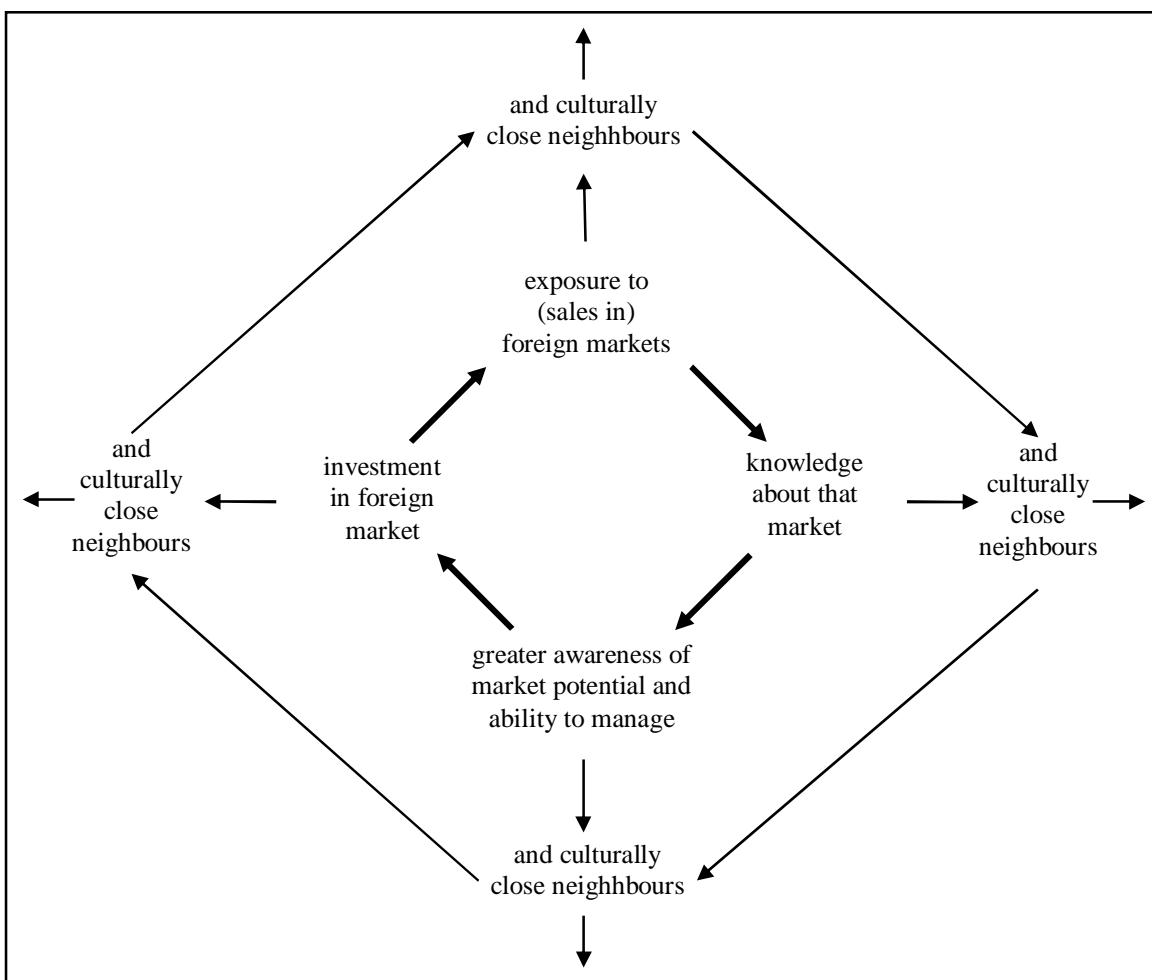 and culturally
close neighhbours
exposure to
(sales in)
foreign markets
and
culturally
close
neighbours
investment
in foreign
market
knowledge
about that
market
and
culturally
close
neighbours
greater awareness of
market potential and
ability to manage
and culturally
close neighhbours